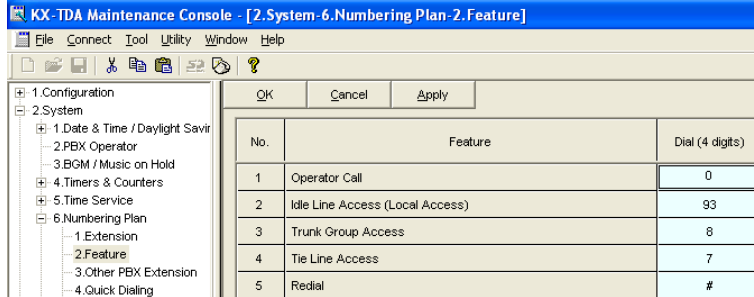 KX-TDA Maintenance Console - [2.System-6.Numbering Plan-2.Feature]
File Connect Tool Utility Window Help
OK Cancel Apply
1.Configuration
2.System
1.Date & Time / Daylight Savir
2.PBX Operator
3.BGM / Music on Hold
4.Timers & Counters
5.Time Service
6.Numbering Plan
1.Extension
2.Feature
3.Other PBX Extension
4.Quick Dialing
No. Feature Dial (4 digits)
1 Operator Call 0
2 Idle Line Access (Local Access) 93
3 Trunk Group Access 8
4 Tie Line Access 7
5 Redial #